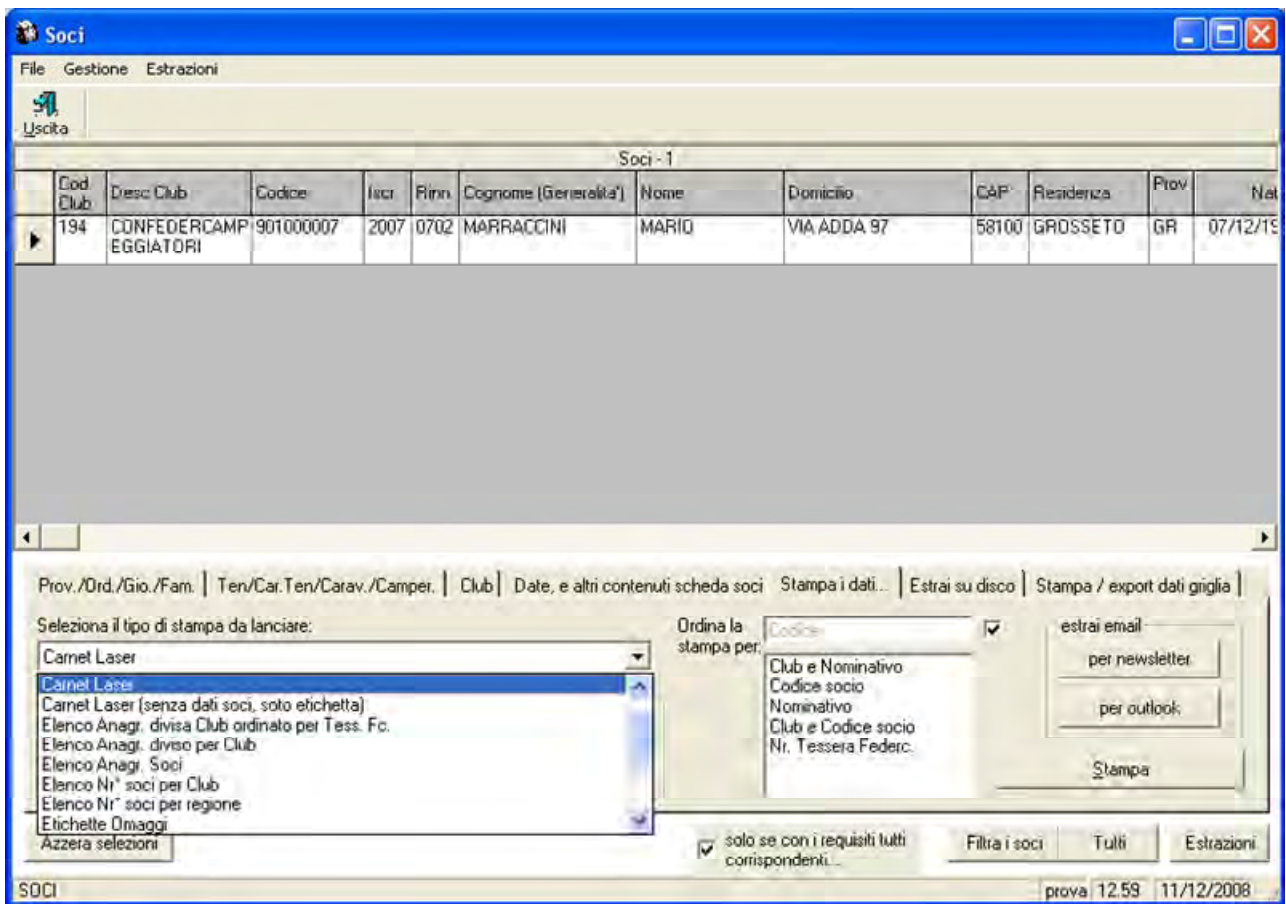 Soci
File Gestione Estrazioni
Uscita
Soci - 1
Cod. Club Desc Club Codice Iscr. Rinn. Cognome (Generalita') Nome Domicilio CAP Residenza Prov Nat
194 CONFEDERCAMPEGGIATORI 901000007 2007 0702 MARRACCINI MARIO VIA ADDA 97 58100 GROSSETO GR 07/12/19
Prov./Ord./Gio./Fam. Ten/Car.Ten/Carav./Camper. Club Date, e altri contenuti scheda soci Stampa i dati... Estrai su disco Stampa / export dati griglia
Seleziona il tipo di stampa da lanciare:
Carnet Laser
Carnet Laser
Carnet Laser (senza dati soci, soto etichetta)
Elenco Anagr. divisa Club ordinato per Tess. Fc.
Elenco Anagr. diviso per Club
Elenco Anagr. Soci
Elenco Nr° soci per Club
Elenco Nr° soci per regione
Etichette Omaggi
Ordina la stampa per:
Codice
Club e Nominativo
Codice socio
Nominativo
Club e Codice socio
Nr. Tessera Federc.
estrai email
per newsletter
per outlook
Stampa
Azzera selezioni
solo se con i requisiti tutti corrispondenti...
Filtra i soci Tutti Estrazioni
SOCI prova 12.59 11/12/2008